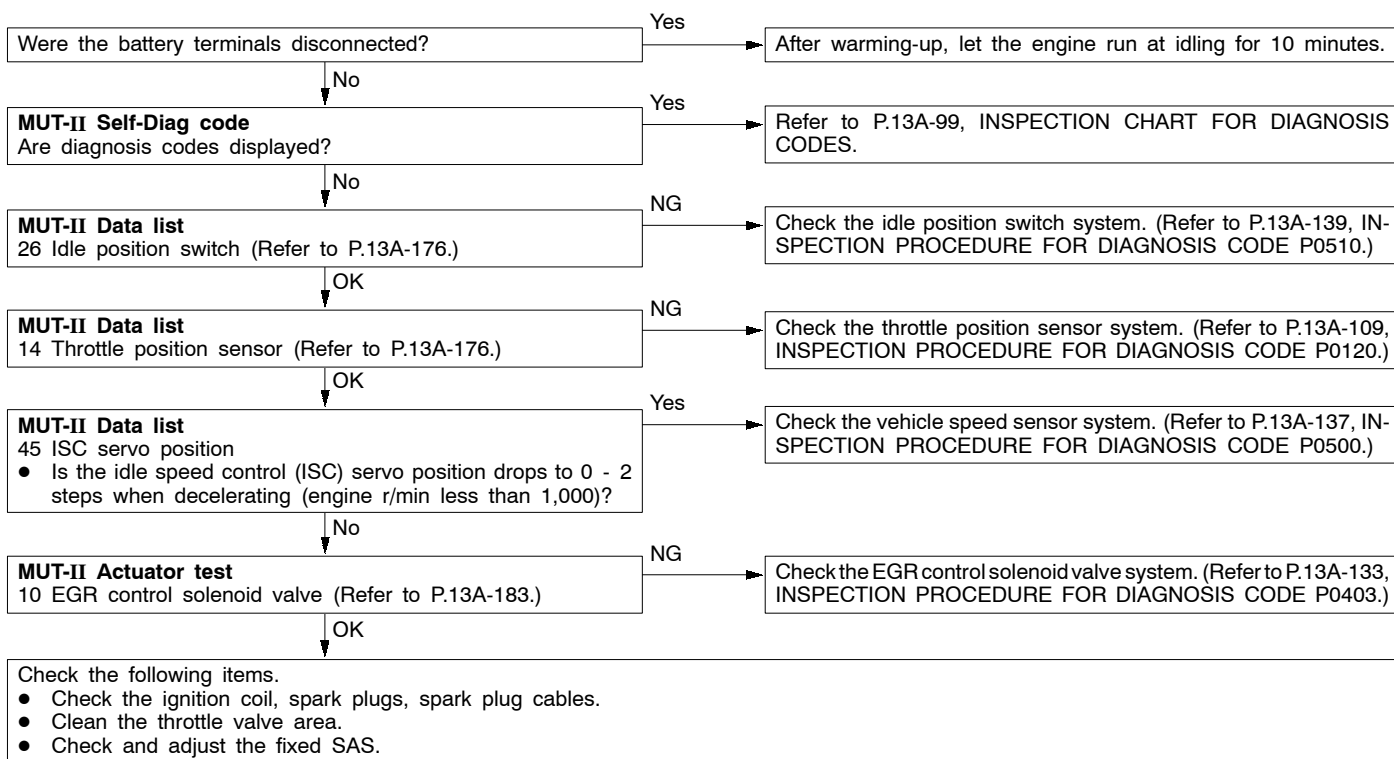 Were the battery terminals disconnected?
Yes
After warming-up, let the engine run at idling for 10 minutes.
No
MUT-II Self-Diag code
Are diagnosis codes displayed?
Yes
Refer to P.13A-99, INSPECTION CHART FOR DIAGNOSIS
CODES.
No
MUT-II Data list
26 Idle position switch (Refer to P.13A-176.)
NG
Check the idle position switch system. (Refer to P.13A-139, IN-
SPECTION PROCEDURE FOR DIAGNOSIS CODE P0510.)
OK
MUT-II Data list
14 Throttle position sensor (Refer to P.13A-176.)
NG
Check the throttle position sensor system. (Refer to P.13A-109,
INSPECTION PROCEDURE FOR DIAGNOSIS CODE P0120.)
OK
MUT-II Data list
45 ISC servo position
● Is the idle speed control (ISC) servo position drops to 0 - 2
steps when decelerating (engine r/min less than 1,000)?
Yes
Check the vehicle speed sensor system. (Refer to P.13A-137, IN-
SPECTION PROCEDURE FOR DIAGNOSIS CODE P0500.)
No
MUT-II Actuator test
10 EGR control solenoid valve (Refer to P.13A-183.)
NG
Check the EGR control solenoid valve system. (Refer to P.13A-133,
INSPECTION PROCEDURE FOR DIAGNOSIS CODE P0403.)
OK
Check the following items.
● Check the ignition coil, spark plugs, spark plug cables.
● Clean the throttle valve area.
● Check and adjust the fixed SAS.